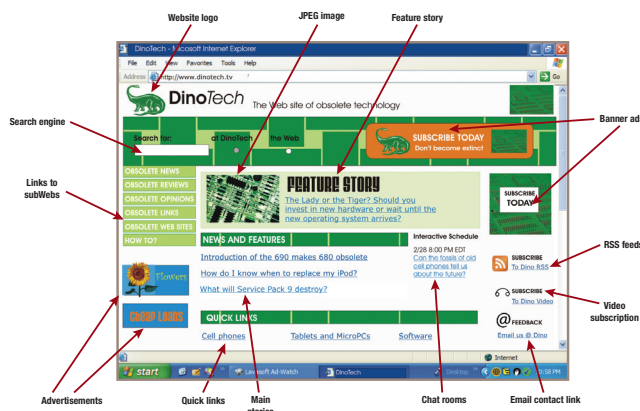 Website logo
JPEG image
Feature story
DinoTech - Microsoft Internet Explorer
File Edit View Favorites Tools Help
Address http://www.dinotech.tv
Go
DinoTech The Web site of obsolete technology
Search engine
Search for: at DinoTech the Web
SUBSCRIBE TODAY
Don't become extinct
Banner ad
Links to
subWebs
OBSOLETE NEWS
OBSOLETE REVIEWS
OBSOLETE OPINIONS
OBSOLETE LINKS
OBSOLETE WEB SITES
HOW TO?
FEATURE STORY
The Lady or the Tiger? Should you
invest in new hardware or wait until the
new operating system arrives?
SUBSCRIBE
TODAY
NEWS AND FEATURES
Introduction of the 690 makes 680 obsolete
How do I know when to replace my iPod?
What will Service Pack 9 destroy?
Interactive Schedule
2/28 8:00 PM EDT
Can the fossils of old
cell phones tell us
about the future?
RSS feeds
SUBSCRIBE
To Dino RSS
Flowers
SUBSCRIBE
To Dino Video
Video
subscription
Cheap Loans
QUICK LINKS
Cell phones Tablets and MicroPCs Software
@ FEEDBACK
Email us @ Dino
Internet
start
Lavasoft Ad-Watch
DinoTech
Desktop
10:58 PM
Advertisements
Quick links
Main
stories
Chat rooms
Email contact link